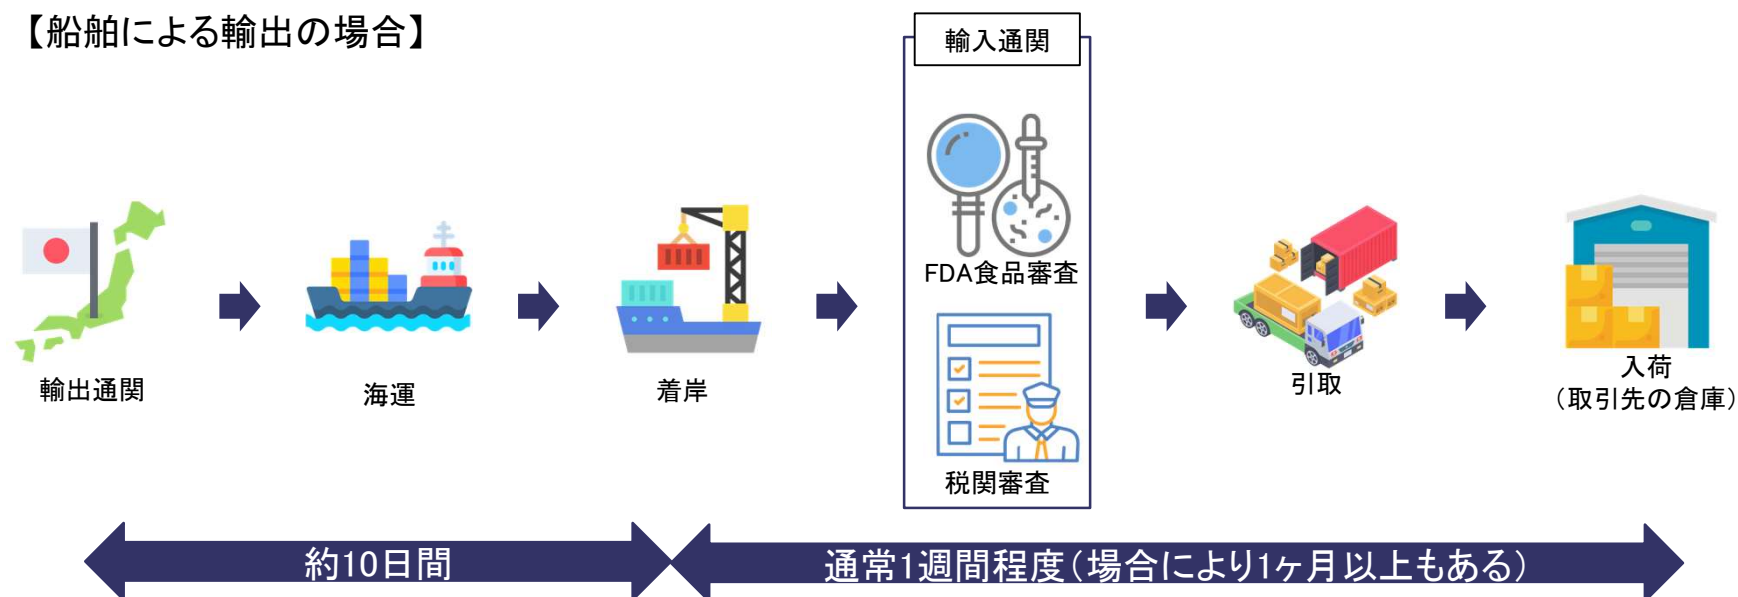 【船舶による輸出の場合】
輸入通関
FDA食品審査
税関審査
輸出通関
海運
着岸
引取
入荷
（取引先の倉庫）
約10日間
通常1週間程度（場合により1ヶ月以上もある）